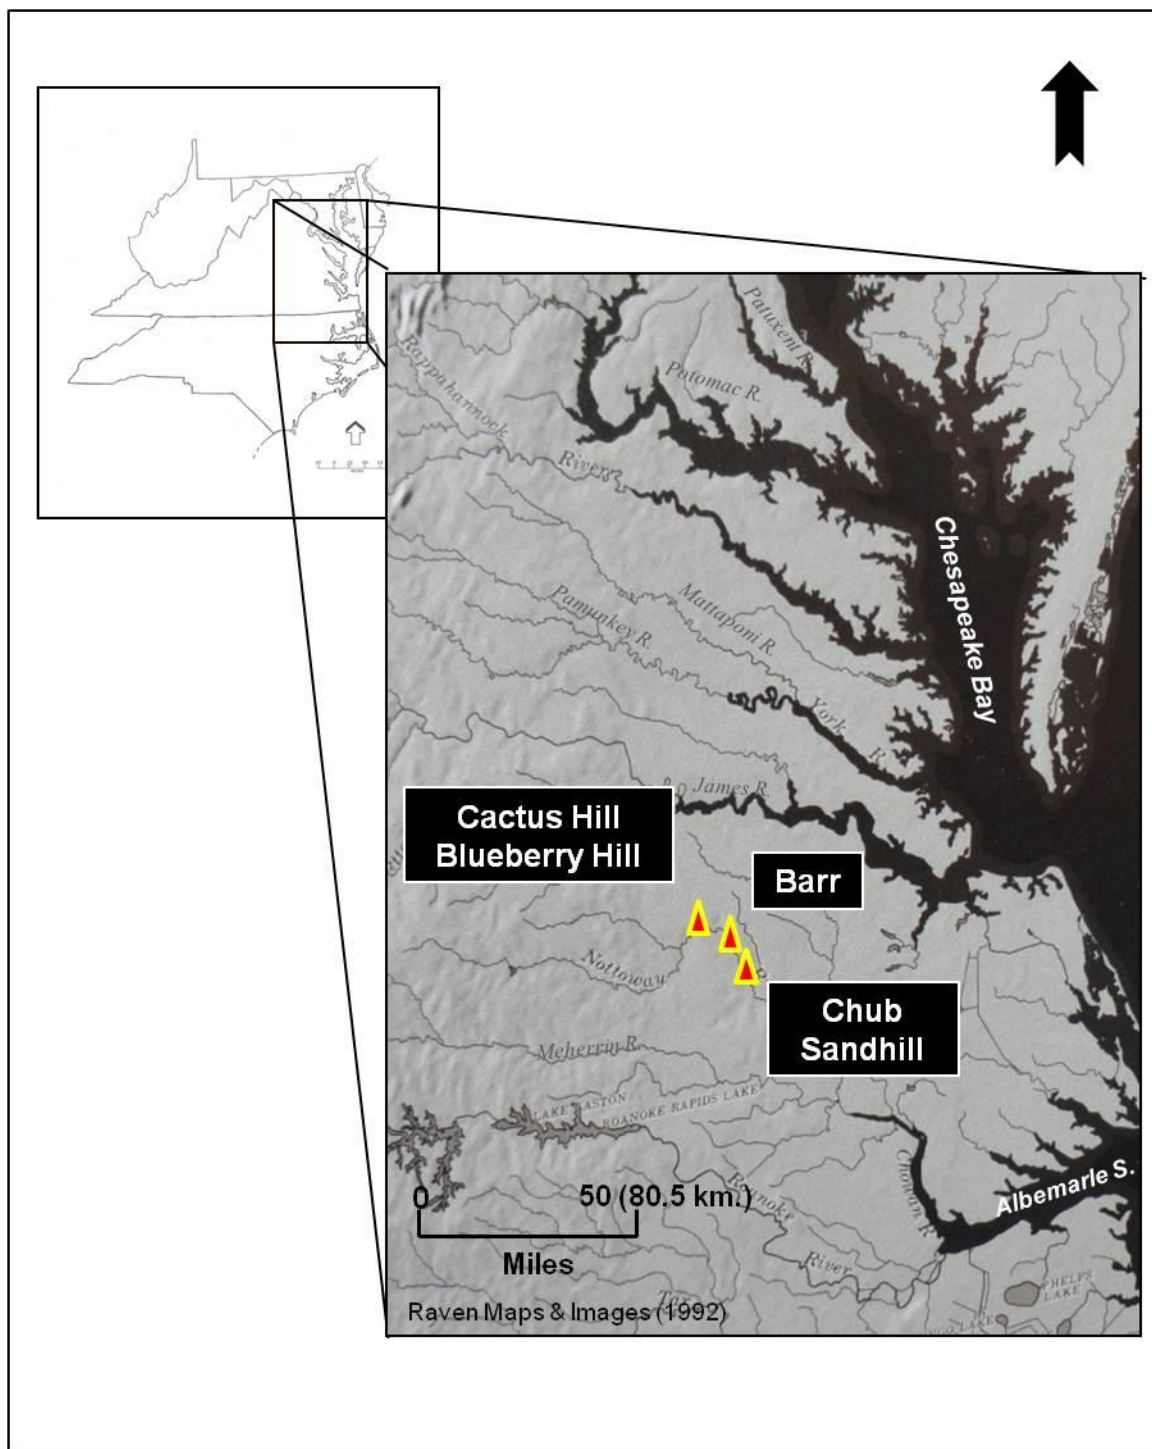 Patuxent R.
Potomac R.
Rappahannock
River
Chesapeake Bay
Mattaponi R.
Pamunkey R.
York
R.
James R.
Cactus Hill
Blueberry Hill
Barr
Nottoway
Chub
Sandhill
Meherrin R.
LAKE GASTON
ROANOKE RAPIDS LAKE
Chowan R
Albemarle S.
0
50 (80.5 km.)
Roanoke
Miles
River
PHELPS
LAKE
Tar
Raven Maps & Images (1992)
LAKE